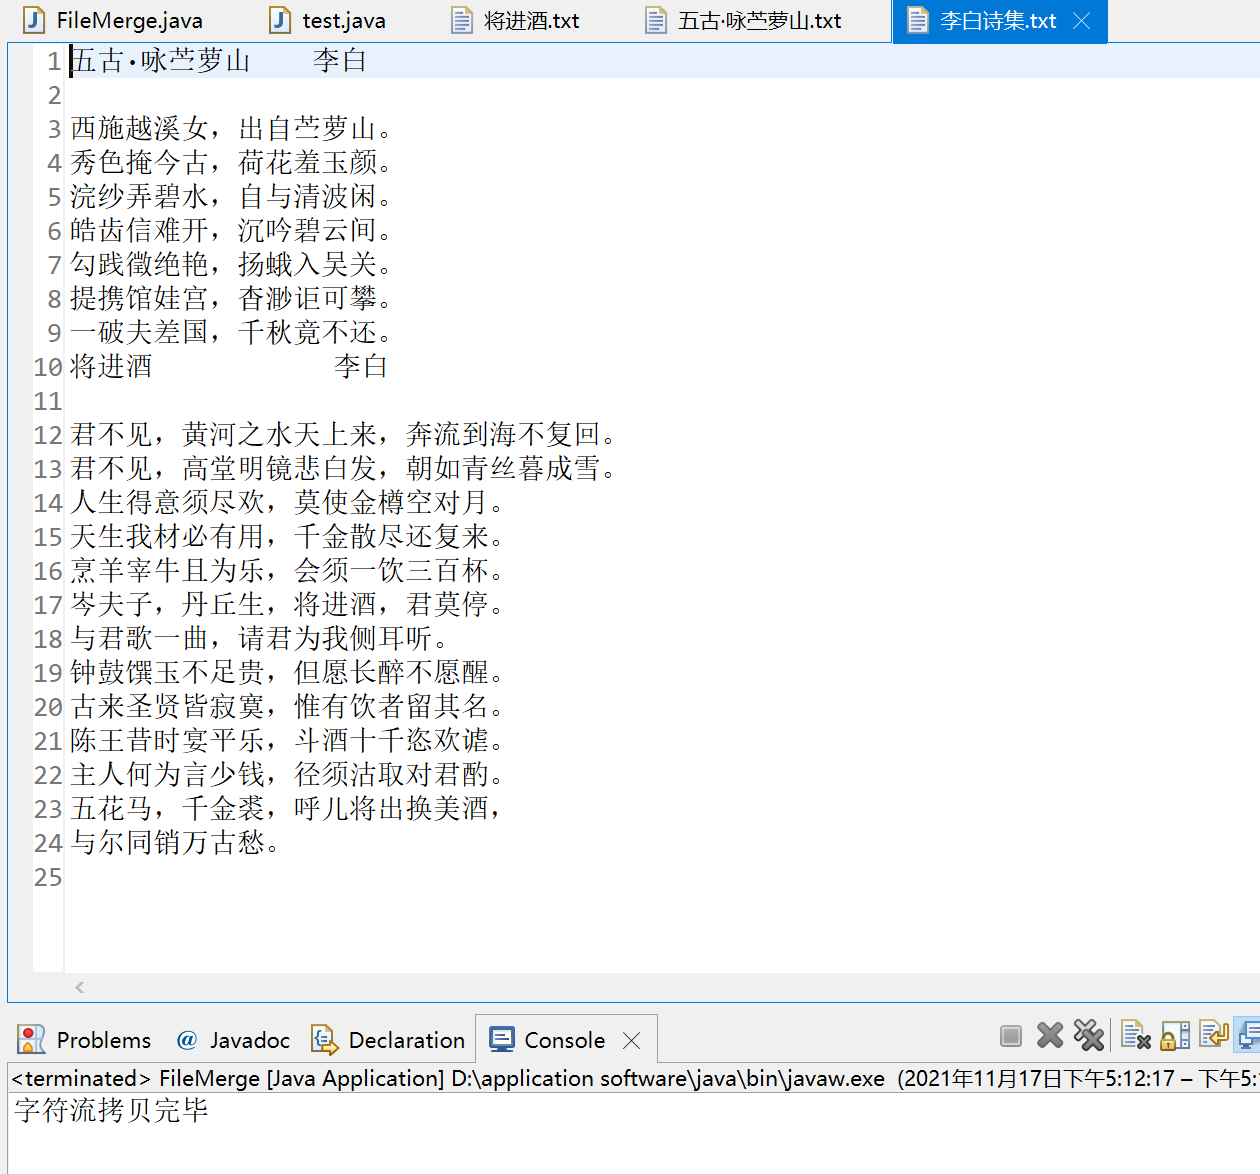 FileMerge.java test.java 将进酒.txt 五古·咏苎萝山.txt 李白诗集.txt
1 五古·咏苎萝山 李白
2
3 西施越溪女，出自苎萝山。
4 秀色掩今古，荷花羞玉颜。
5 浣纱弄碧水，自与清波闲。
6 皓齿信难开，沉吟碧云间。
7 勾践徵绝艳，扬蛾入吴关。
8 提携馆娃宫，杳渺讵可攀。
9 一破夫差国，千秋竟不还。
10 将进酒 李白
11
12 君不见，黄河之水天上来，奔流到海不复回。
13 君不见，高堂明镜悲白发，朝如青丝暮成雪。
14 人生得意须尽欢，莫使金樽空对月。
15 天生我材必有用，千金散尽还复来。
16 烹羊宰牛且为乐，会须一饮三百杯。
17 岑夫子，丹丘生，将进酒，君莫停。
18 与君歌一曲，请君为我侧耳听。
19 钟鼓馔玉不足贵，但愿长醉不愿醒。
20 古来圣贤皆寂寞，惟有饮者留其名。
21 陈王昔时宴平乐，斗酒十千恣欢谑。
22 主人何为言少钱，径须沽取对君酌。
23 五花马，千金裘，呼儿将出换美酒，
24 与尔同销万古愁。
25
Problems @ Javadoc Declaration Console
<terminated> FileMerge [Java Application] D:\application software\java\bin\javaw.exe (2021年11月17日下午5:12:17 – 下午5:
字符流拷贝完毕